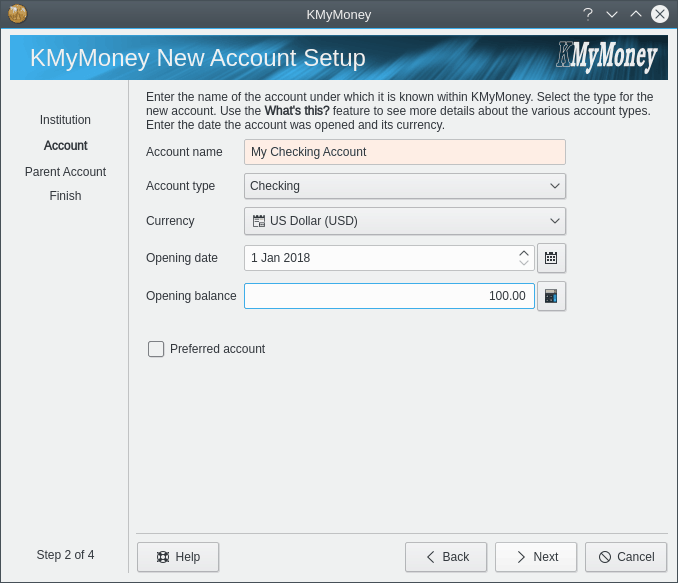 KMyMoney
KMyMoney New Account Setup
KMyMoney
Institution
Account
Parent Account
Finish
Step 2 of 4
Enter the name of the account under which it is known within KMyMoney. Select the type for the
new account. Use the What's this? feature to see more details about the various account types.
Enter the date the account was opened and its currency.
Account name My Checking Account
Account type Checking
Currency US Dollar (USD)
Opening date 1 Jan 2018
Opening balance 100.00
Preferred account
Help Back Next Cancel